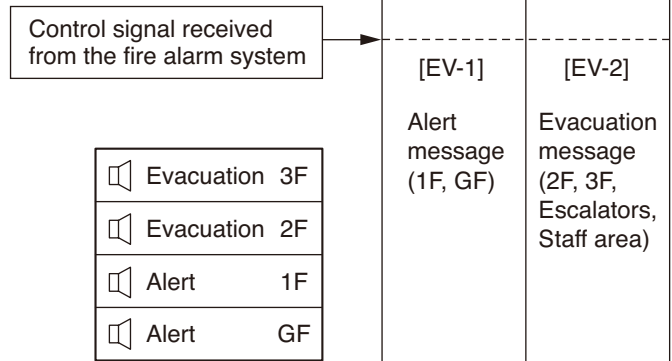 Control signal received
from the fire alarm system
[EV-1]
Alert
message
(1F, GF)
[EV-2]
Evacuation
message
(2F, 3F,
Escalators,
Staff area)
Evacuation 3F
Evacuation 2F
Alert 1F
Alert GF